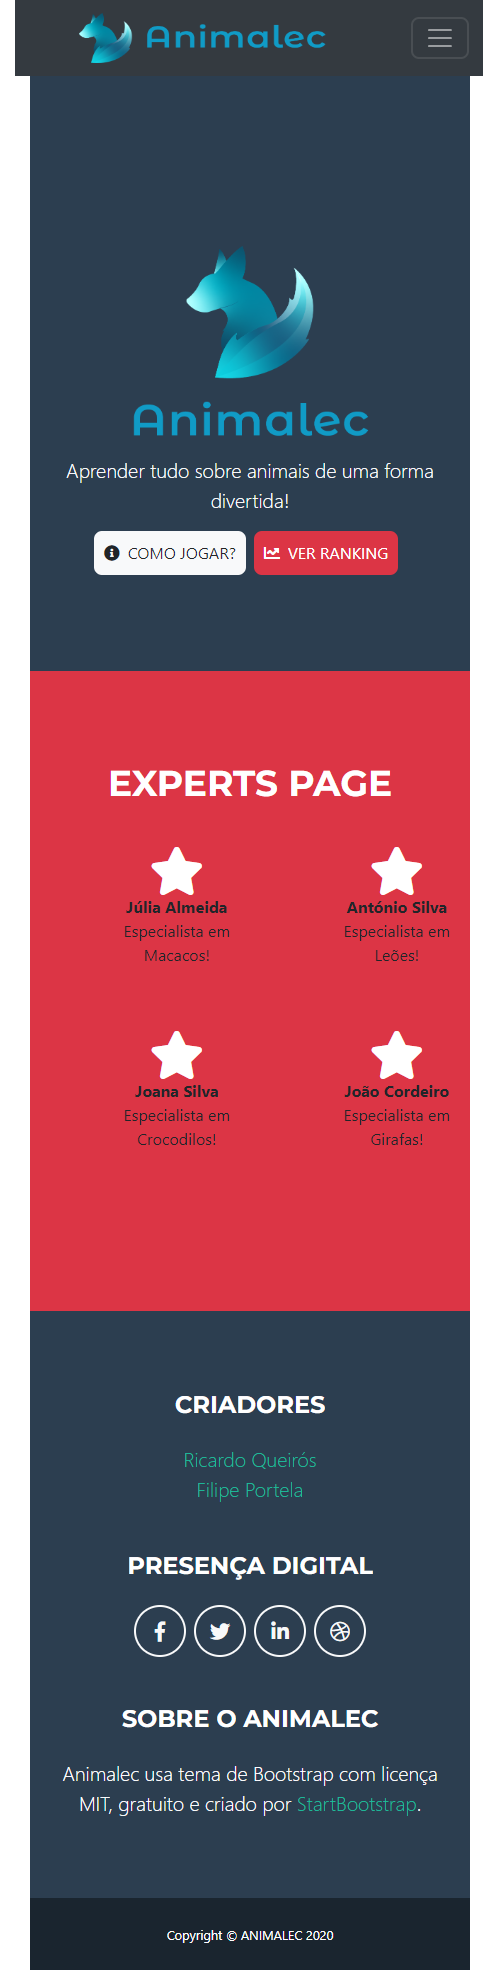 Animalec
Animalec
Aprender tudo sobre animais de uma forma
divertida!
COMO JOGAR?
VER RANKING
EXPERTS PAGE
Júlia Almeida
Especialista em
Macacos!
António Silva
Especialista em
Leões!
Joana Silva
Especialista em
Crocodilos!
João Cordeiro
Especialista em
Girafas!
CRIADORES
Ricardo Queirós
Filipe Portela
PRESENÇA DIGITAL
SOBRE O ANIMALEC
Animalec usa tema de Bootstrap com licença
MIT, gratuito e criado por StartBootstrap.
Copyright © ANIMALEC 2020